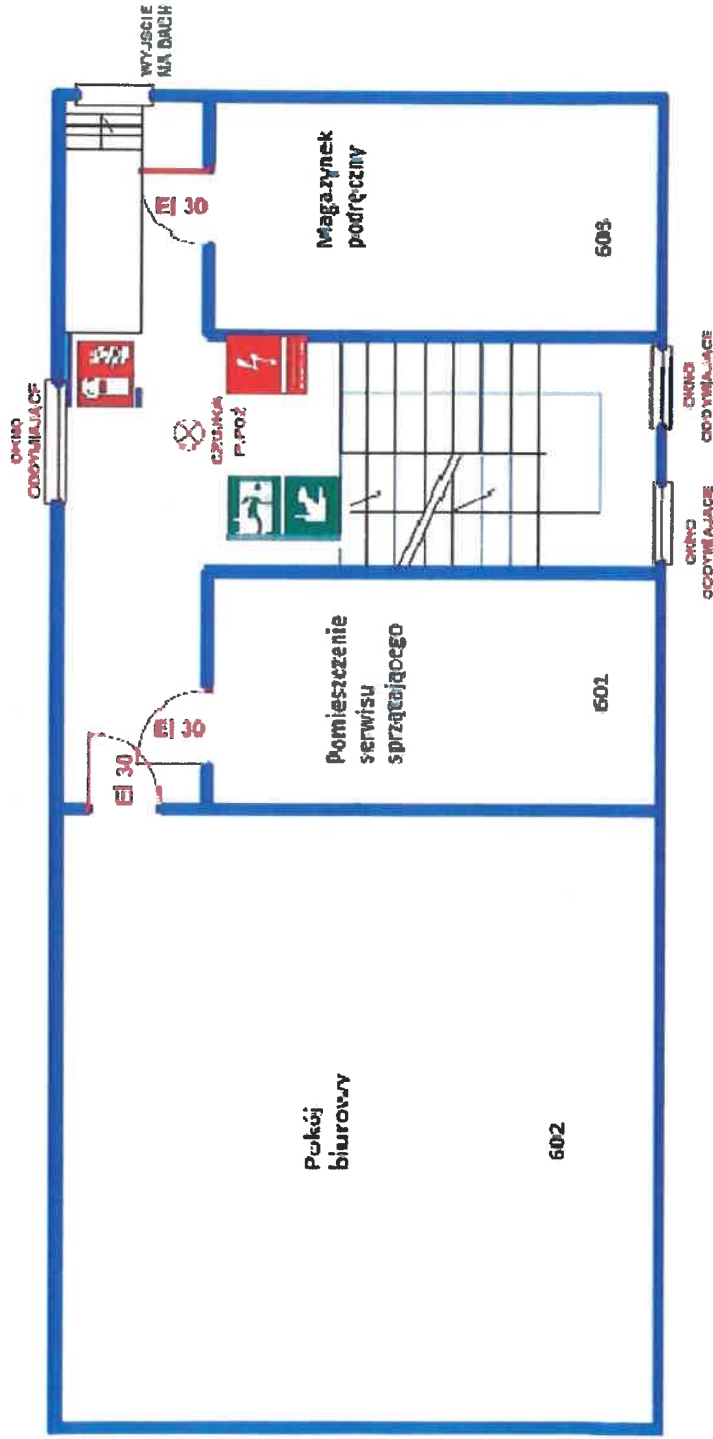 WYJŚCIE
NA DACH
OKNO
ODDYMIAJĄCE
EI 30
Magazynek
podręczny
603
CZUJKA
P.POŻ
EI 30
EI 30
Pomieszczenie
serwisu
sprzątającego
601
OKNO
ODDYMIAJĄCE
OKNO
ODDYMIAJĄCE
Pokój
biurowy
602